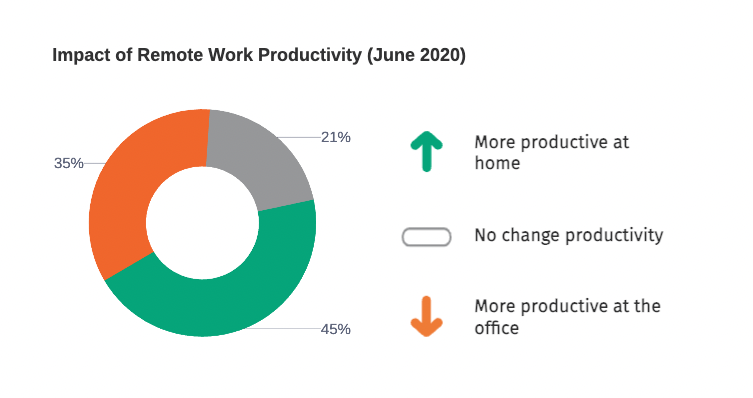 Impact of Remote Work Productivity (June 2020)
21%
35%
45%
More productive at
home
No change productivity
More productive at the
office